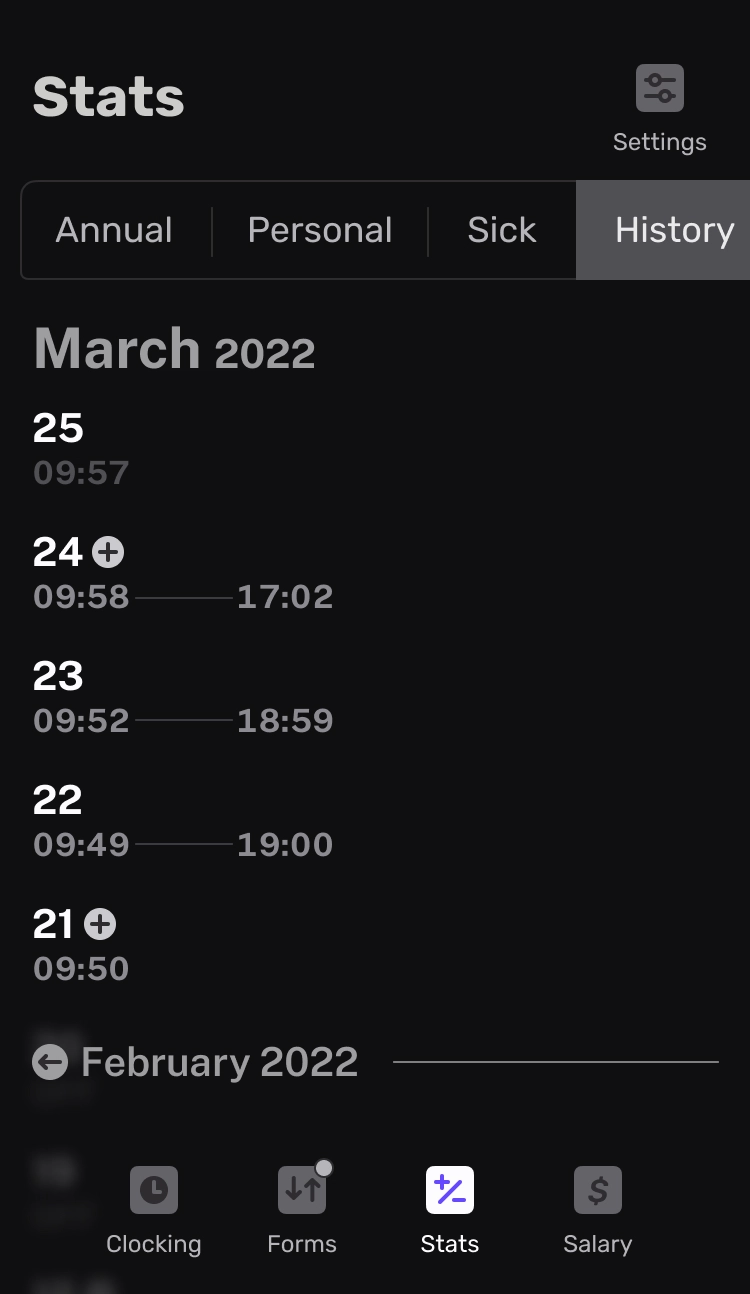 Stats
Settings
Annual Personal Sick History
March 2022
25
09:57
24
09:58 17:02
23
09:52 18:59
22
09:49 19:00
21
09:50
February 2022
Clocking Forms Stats Salary